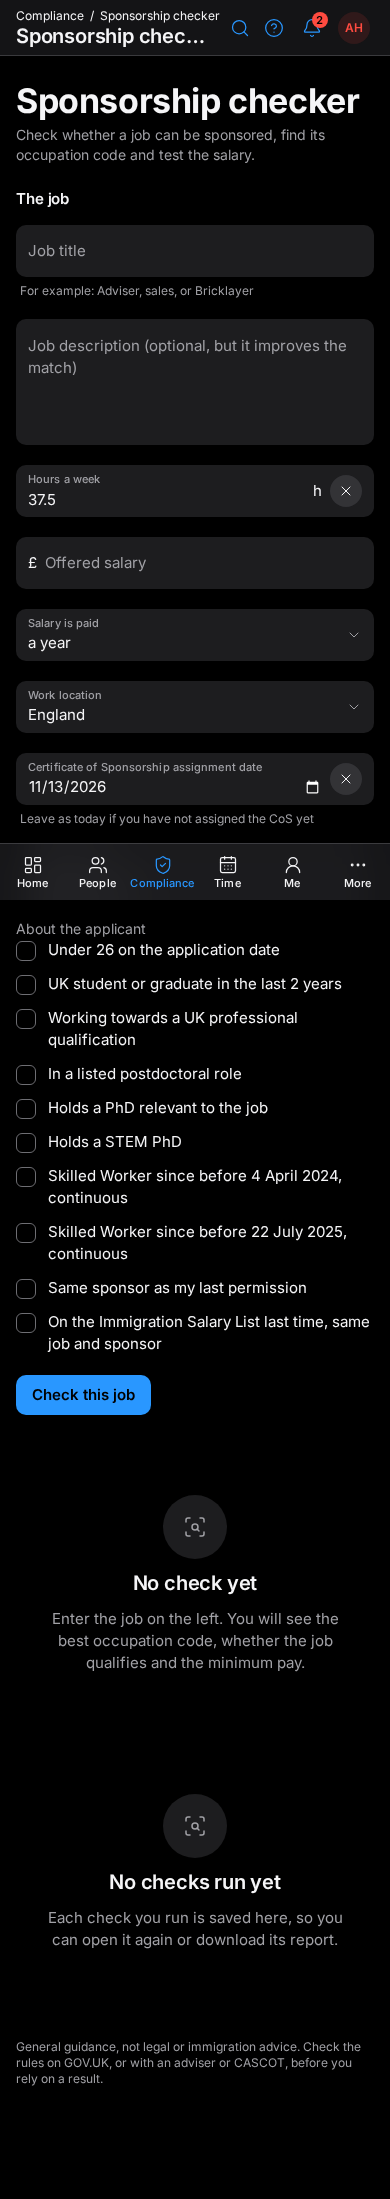 Compliance / Sponsorship checker
Sponsorship chec...
2
AH
Sponsorship checker
Check whether a job can be sponsored, find its
occupation code and test the salary.
The job
Job title
For example: Adviser, sales, or Bricklayer
Job description (optional, but it improves the
match)
Hours a week
37.5
h
£ Offered salary
Salary is paid
a year
Work location
England
Certificate of Sponsorship assignment date
11/13/2026
Leave as today if you have not assigned the CoS yet
Home People Compliance Time Me More
About the applicant
Under 26 on the application date
UK student or graduate in the last 2 years
Working towards a UK professional
qualification
In a listed postdoctoral role
Holds a PhD relevant to the job
Holds a STEM PhD
Skilled Worker since before 4 April 2024,
continuous
Skilled Worker since before 22 July 2025,
continuous
Same sponsor as my last permission
On the Immigration Salary List last time, same
job and sponsor
Check this job
No check yet
Enter the job on the left. You will see the
best occupation code, whether the job
qualifies and the minimum pay.
No checks run yet
Each check you run is saved here, so you
can open it again or download its report.
General guidance, not legal or immigration advice. Check the
rules on GOV.UK, or with an adviser or CASCOT, before you
rely on a result.